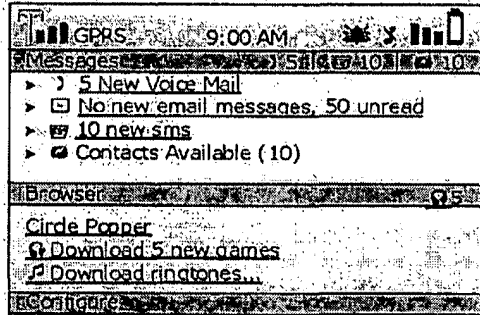 GPRS 9:00 AM
Messages 5 10 10
5 New Voice Mail
No new email messages, 50 unread
10 new sms
Contacts Available (10)
Browser 5
Circle Popper
Download 5 new games
Download ringtones...
Configure